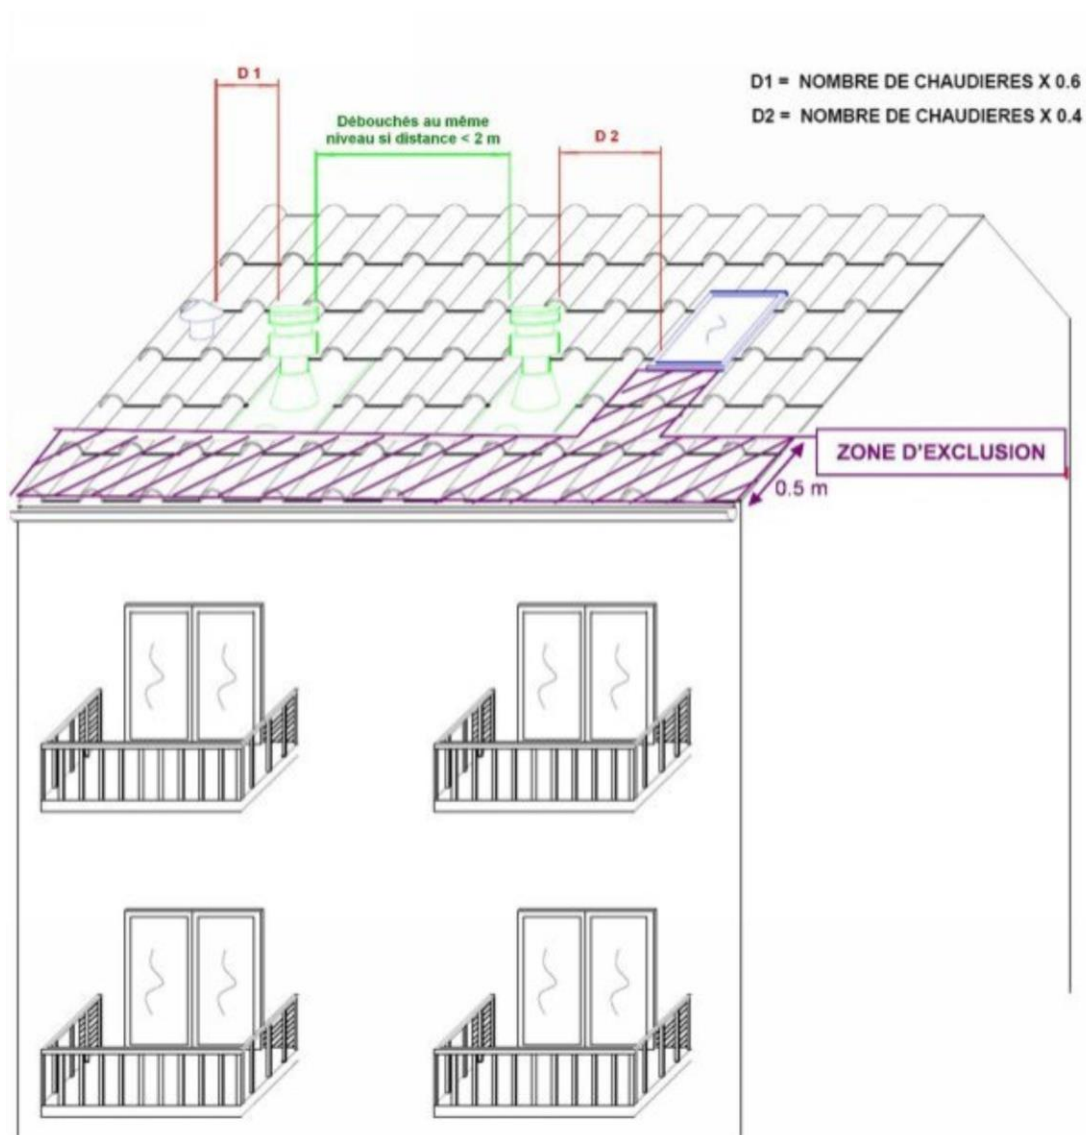 D1 = NOMBRE DE CHAUDIERES X 0.6
D2 = NOMBRE DE CHAUDIERES X 0.4
D 1
Débouchés au même
niveau si distance < 2 m
D 2
ZONE D'EXCLUSION
0.5 m